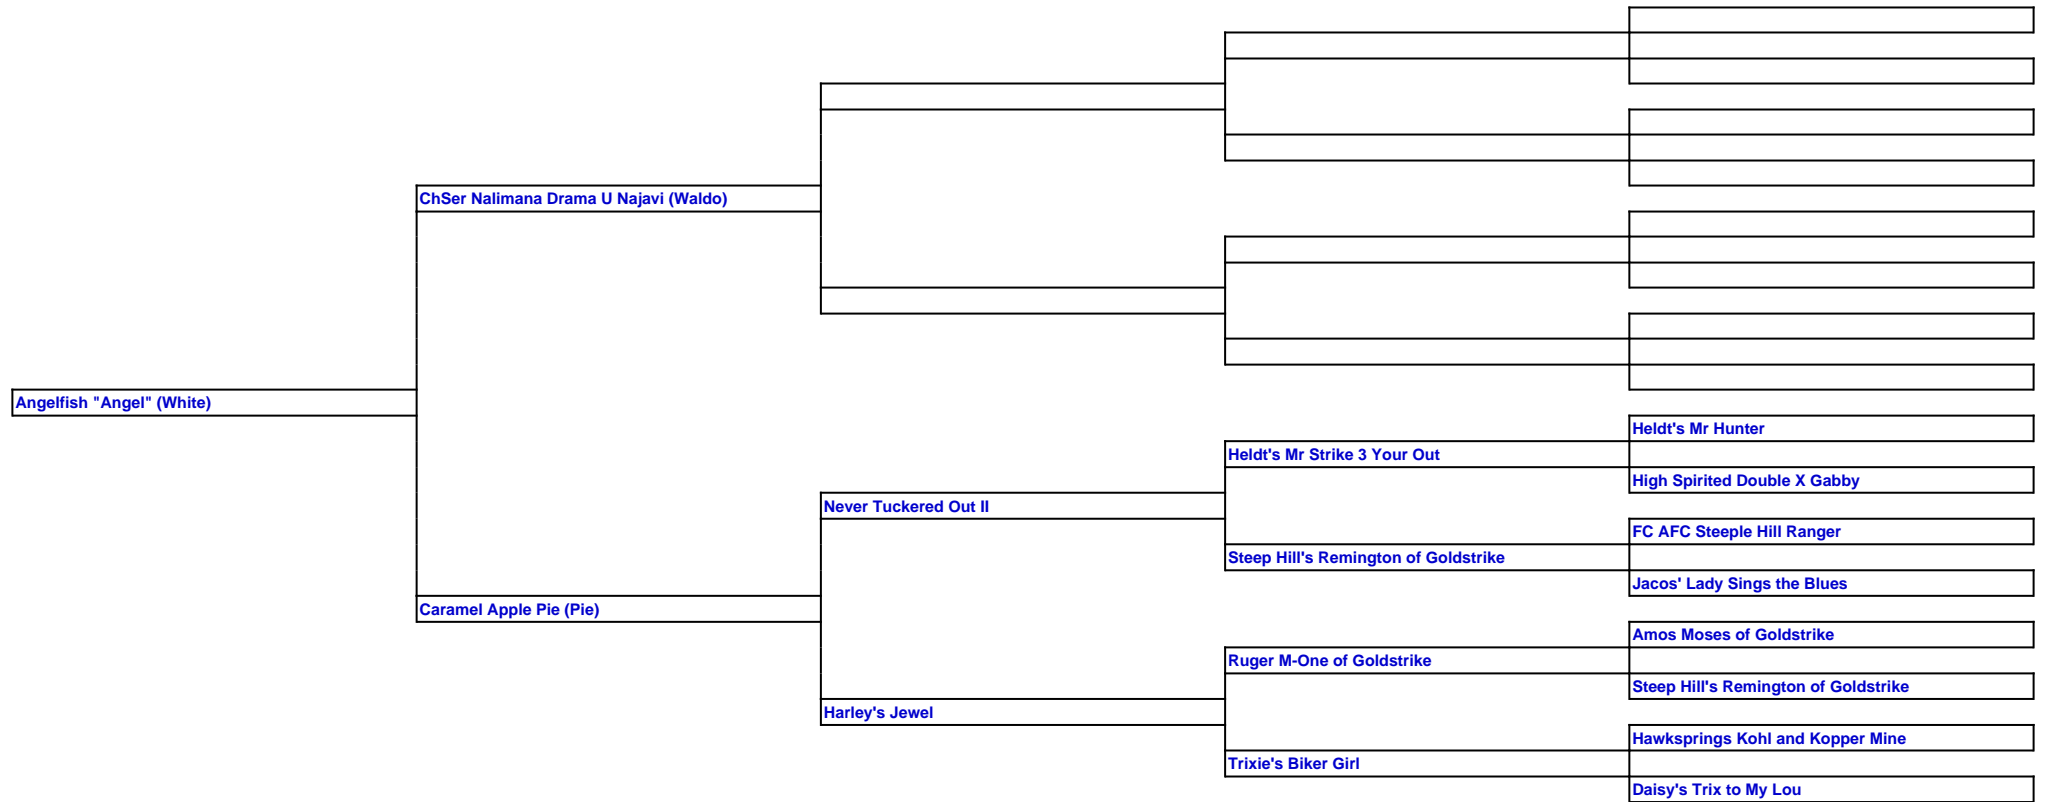 ChSer Nalimana Drama U Najavi (Waldo)
Angelfish "Angel" (White)
Heldt's Mr Hunter
Heldt's Mr Strike 3 Your Out
High Spirited Double X Gabby
Never Tuckered Out II
FC AFC Steeple Hill Ranger
Steep Hill's Remington of Goldstrike
Jacos' Lady Sings the Blues
Caramel Apple Pie (Pie)
Amos Moses of Goldstrike
Ruger M-One of Goldstrike
Steep Hill's Remington of Goldstrike
Harley's Jewel
Hawksprings Kohl and Kopper Mine
Trixie's Biker Girl
Daisy's Trix to My Lou